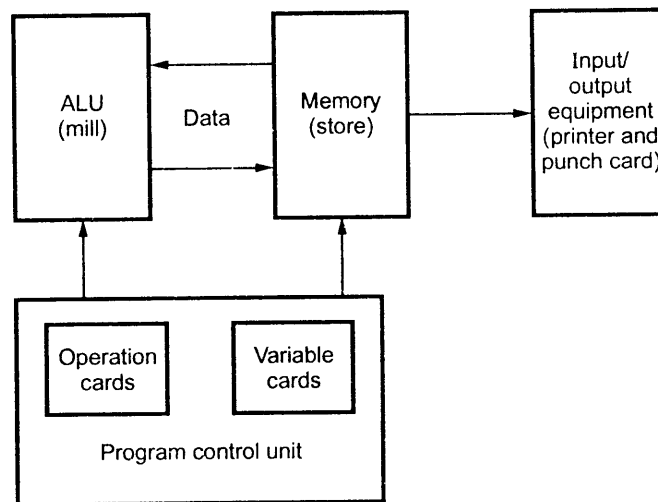 ALU
(mill)
Data
Memory
(store)
Input/
output
equipment
(printer and
punch card)
Operation
cards
Variable
cards
Program control unit